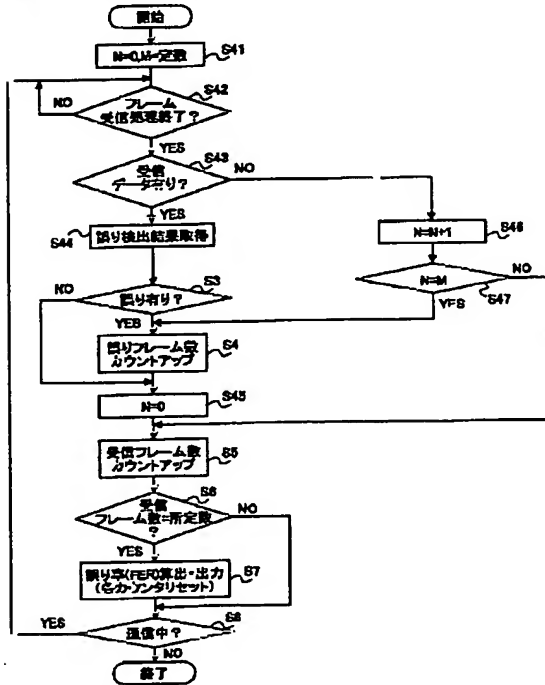 開始
N=0,M=定数
S41
S42
フレーム
受信処理終了?
NO
YES
S43
受信
データ有り?
NO
YES
S44
誤り検出結果取得
N=N+1
S46
S3
誤り有り?
NO
YES
N=M
NO
S47
YES
誤りフレーム数
カウントアップ
S4
N=0
S45
受信フレーム数
カウントアップ
S5
S6
受信
フレーム数=所定数
?
NO
YES
誤り率(FER)算出・出力
(各カウンタリセット)
S7
S8
通信中?
YES
NO
終了